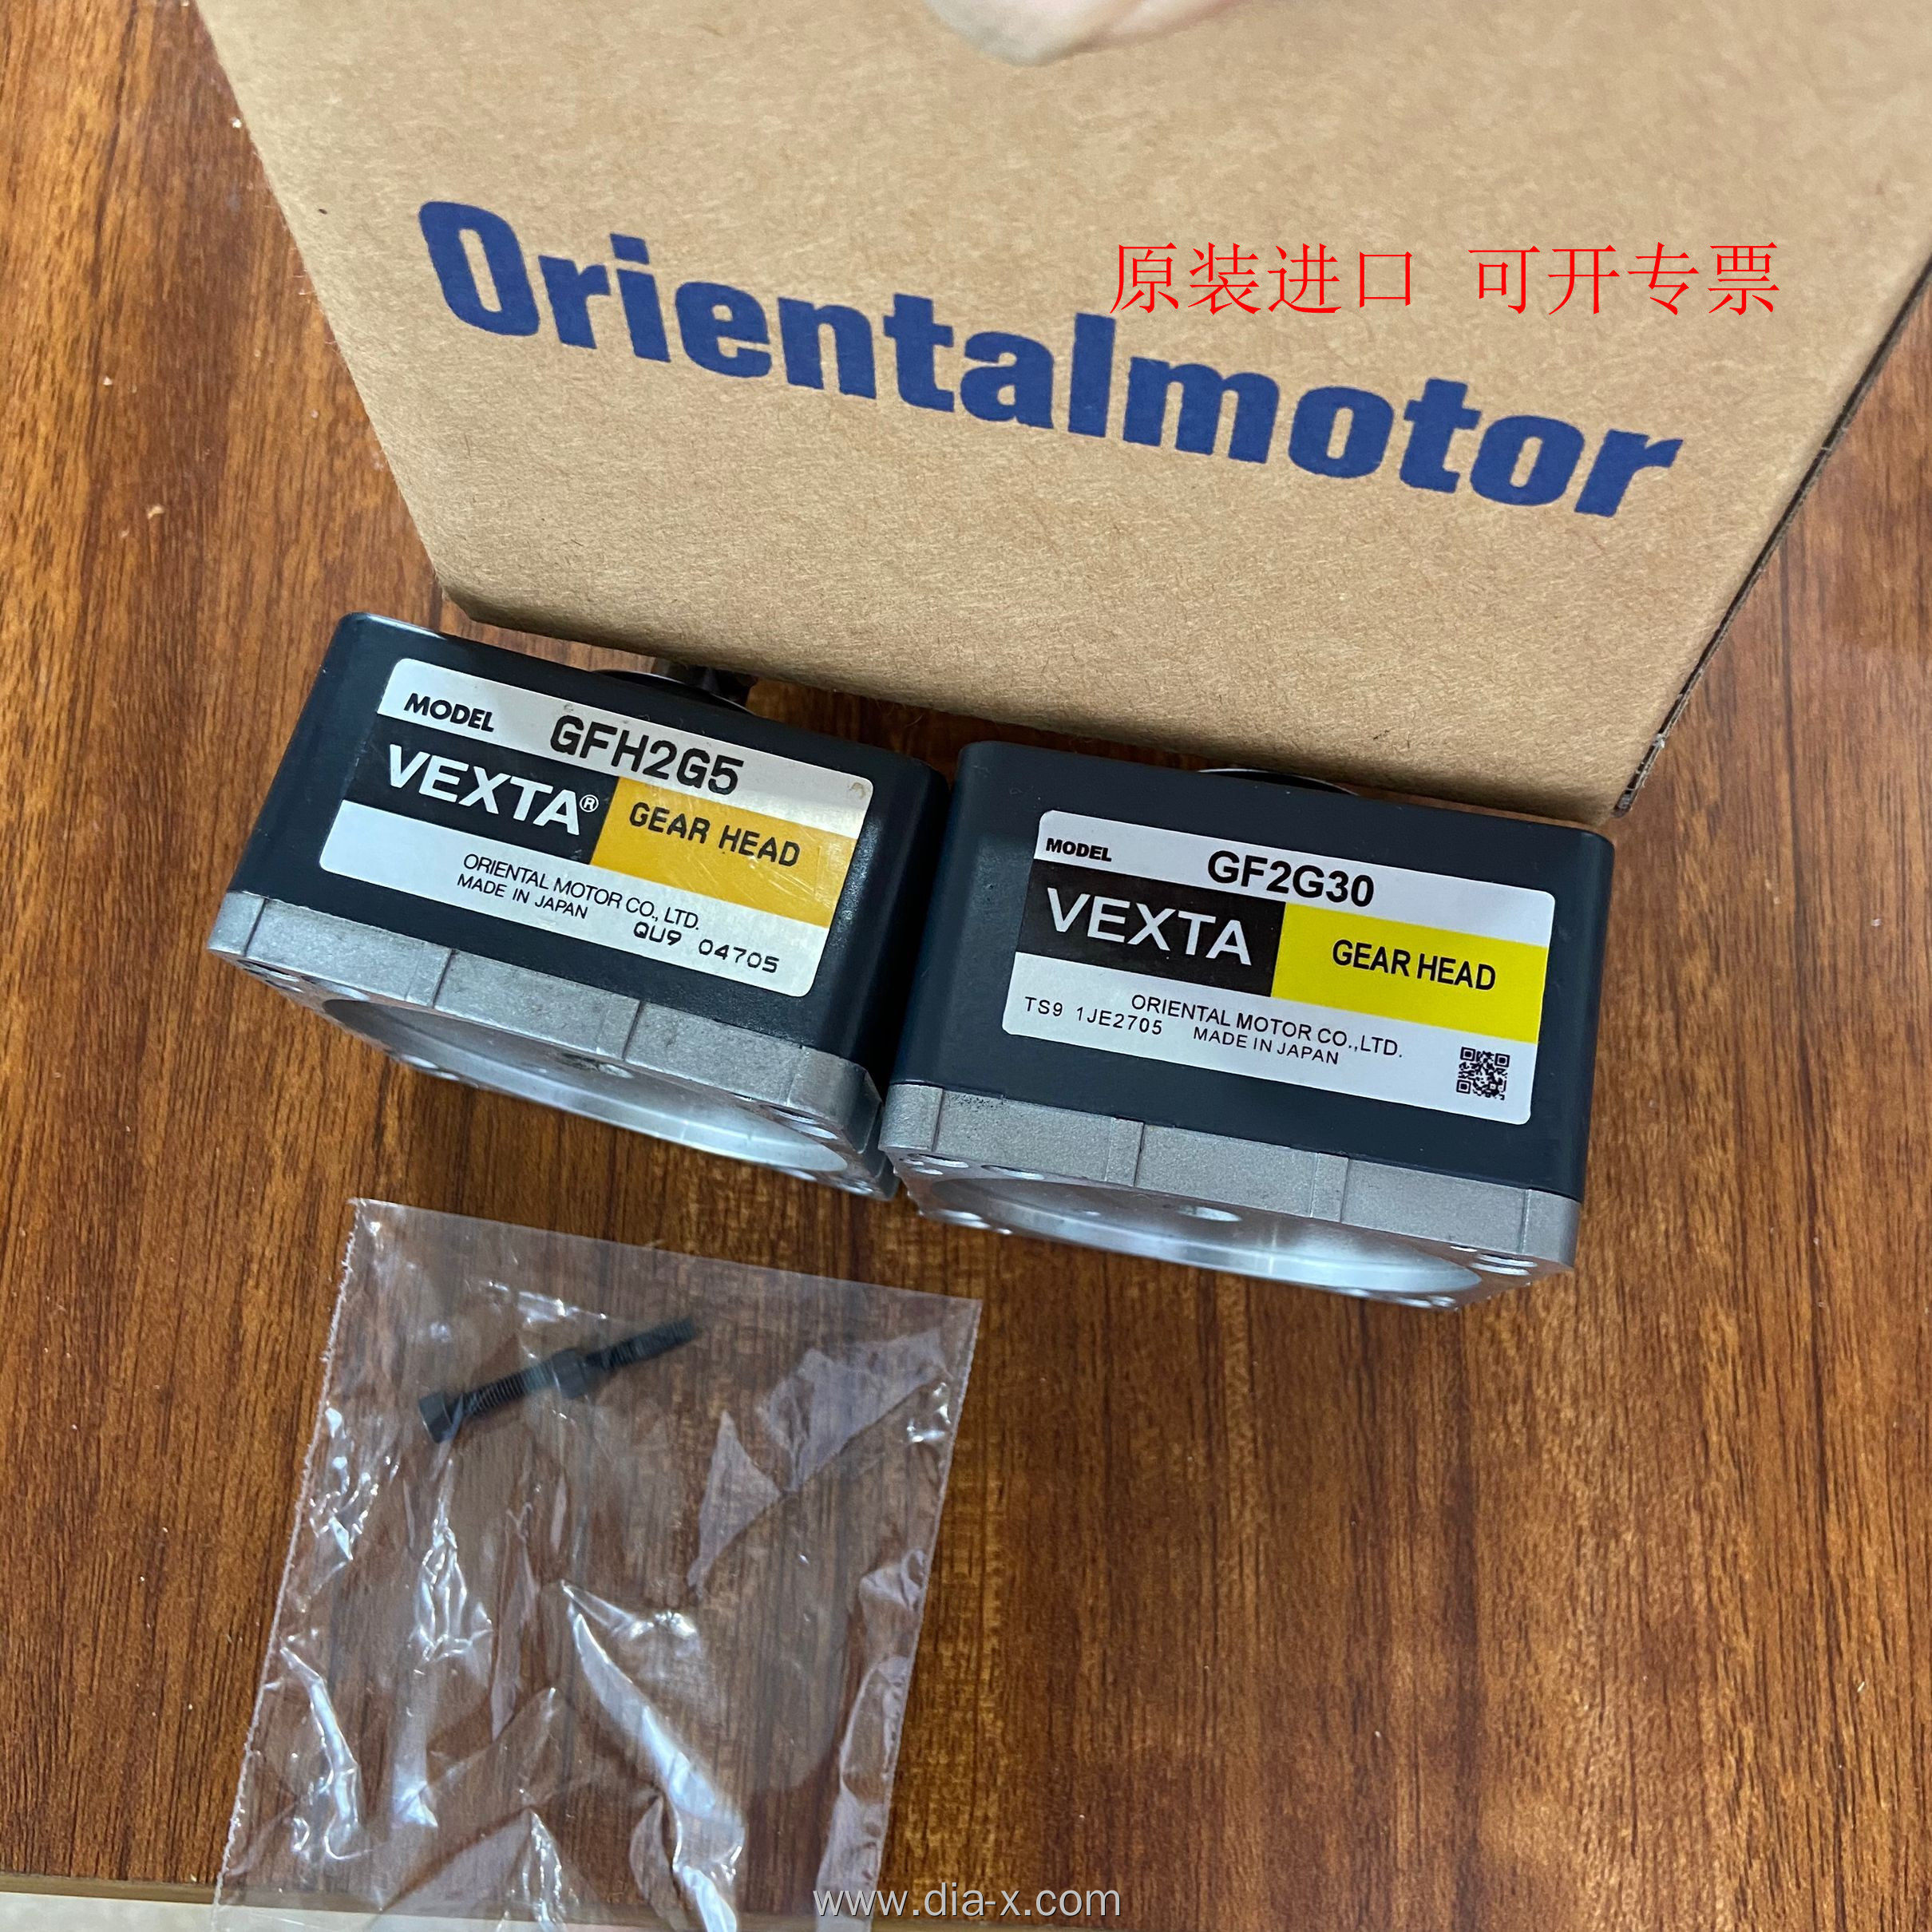 原装进口 可开专票
Orientalmotor
MODEL GFH2G5
VEXTA® GEAR HEAD
ORIENTAL MOTOR CO., LTD.
MADE IN JAPAN
QU9 04705
MODEL GF2G30
VEXTA GEAR HEAD
ORIENTAL MOTOR CO.,LTD.
TS9 1JE2705 MADE IN JAPAN
www.dia-x.com